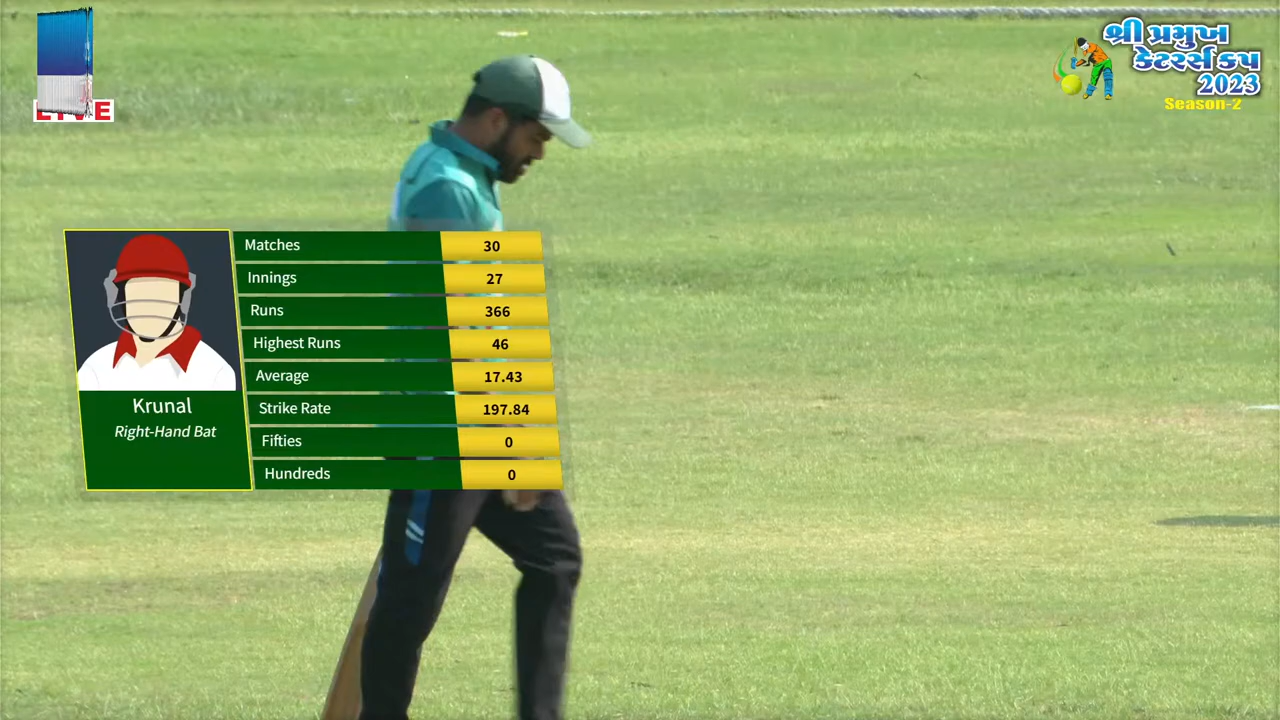 LIVE
શ્રી પ્રમુખ
કેટરર્સ કપ
2023
Season-2
Matches 30
Innings 27
Runs 366
Highest Runs 46
Average 17.43
Strike Rate 197.84
Fifties 0
Hundreds 0
Krunal
Right-Hand Bat